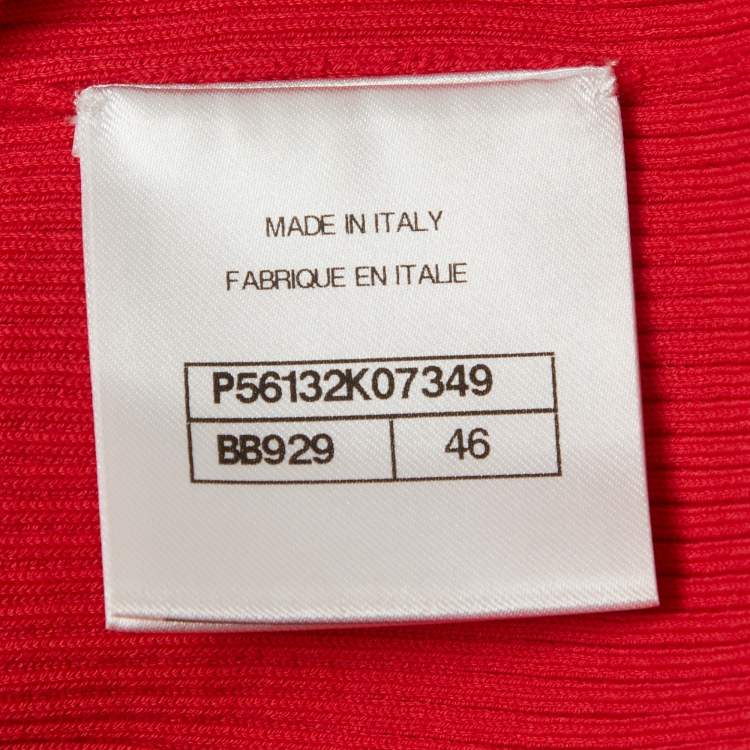 MADE IN ITALY
FABRIQUE EN ITALIE
P56132K07349
BB929 46